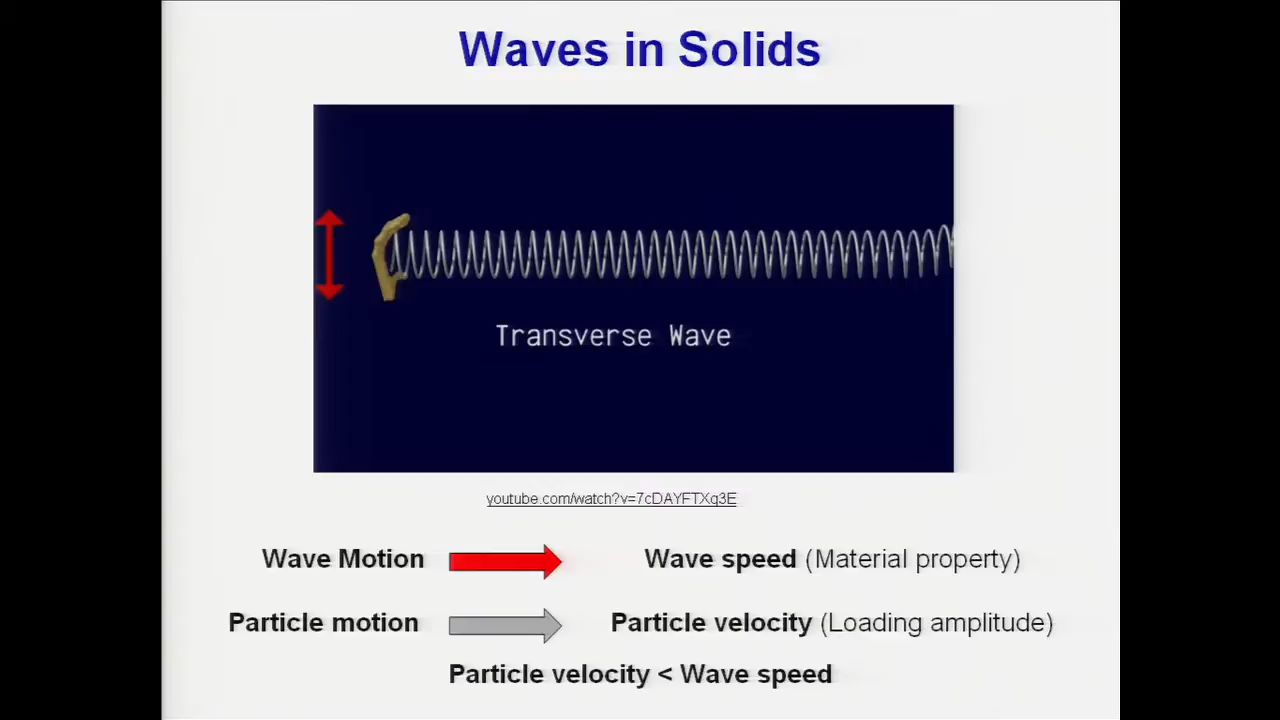 Waves in Solids
Transverse Wave
youtube.com/watch?v=7cDAYFTXq3E
Wave Motion Wave speed (Material property)
Particle motion Particle velocity (Loading amplitude)
Particle velocity < Wave speed